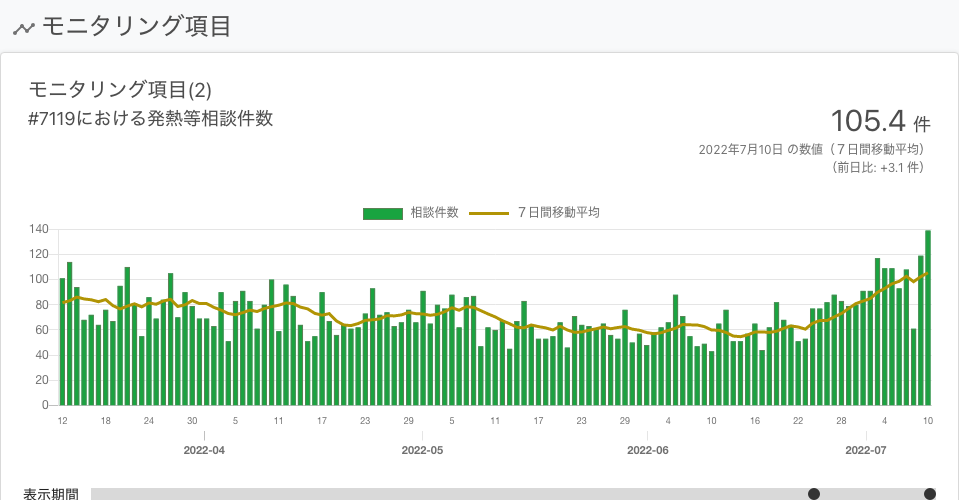 モニタリング項目
モニタリング項目(2)
#7119における発熱等相談件数
105.4 件
2022年7月10日 の数値（７日間移動平均）
（前日比: +3.1 件）
相談件数 ７日間移動平均
140
120
100
80
60
40
20
0
12 18 24 30 5 11 17 23 29 5 11 17 23 29 4 10 16 22 28 4 10
2022-04 2022-05 2022-06 2022-07
表示期間